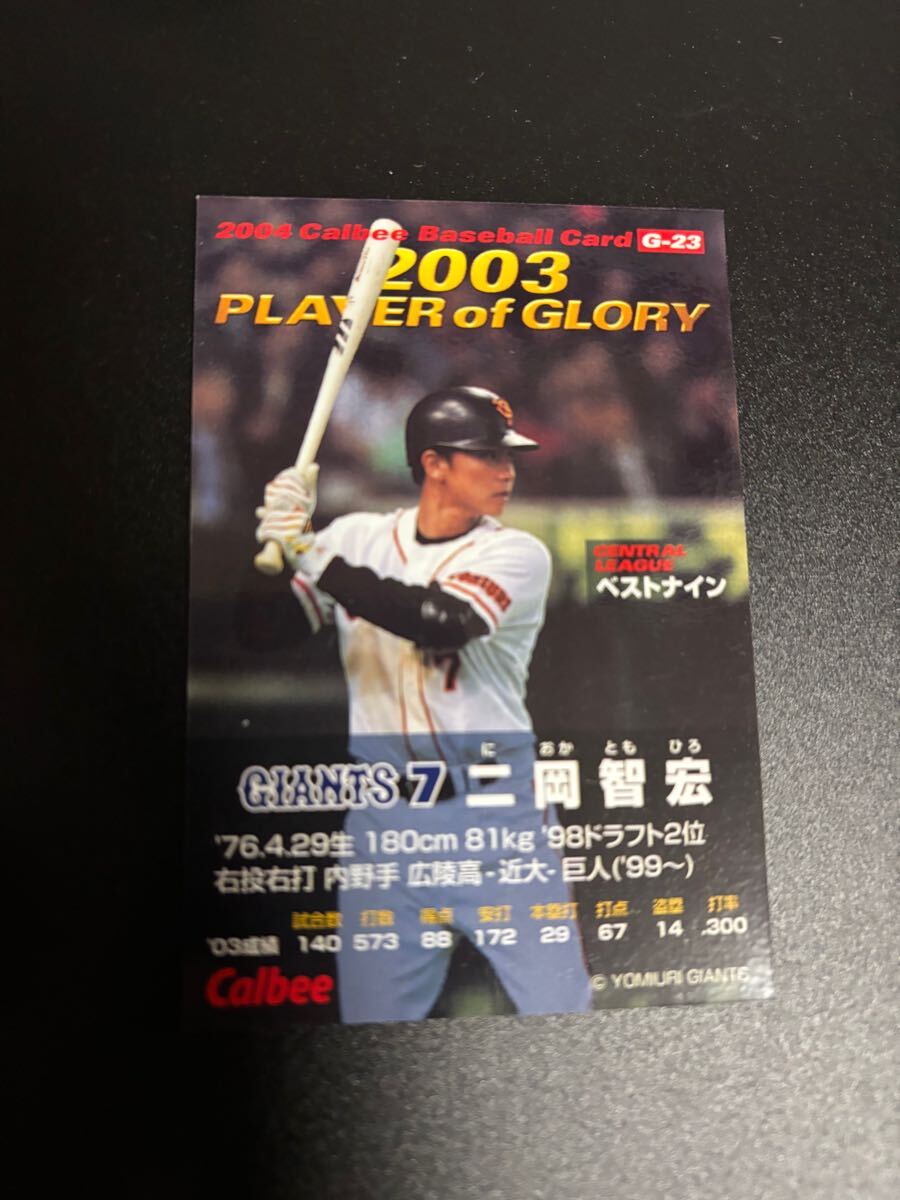 2004 Calbee Baseball Card G-23
2003
PLAYER of GLORY
CENTRAL
LEAGUE
ベストナイン
7
に おか とも ひろ
GIANTS 7 二岡智宏
'76.4.29生 180cm 81kg '98ドラフト2位
右投右打 内野手 広陵高-近大-巨人('99～)
試合数 打数 得点 安打 本塁打 打点 盗塁 打率
'03成績 140 573 88 172 29 67 14 .300
Calbee © YOMIURI GIANTS